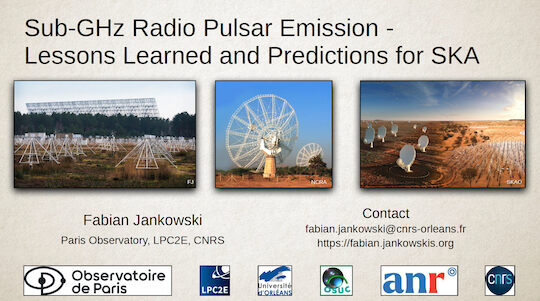 Sub-GHz Radio Pulsar Emission -
Lessons Learned and Predictions for SKA
FJ
NCRA
SKAO
Fabian Jankowski
Paris Observatory, LPC2E, CNRS
Contact
fabian.jankowski@cnrs-orleans.fr
https://fabian.jankowskis.org
Observatoire
de Paris
LPC2E
Université
d'ORLÉANS
OSUC
anr
cnrs